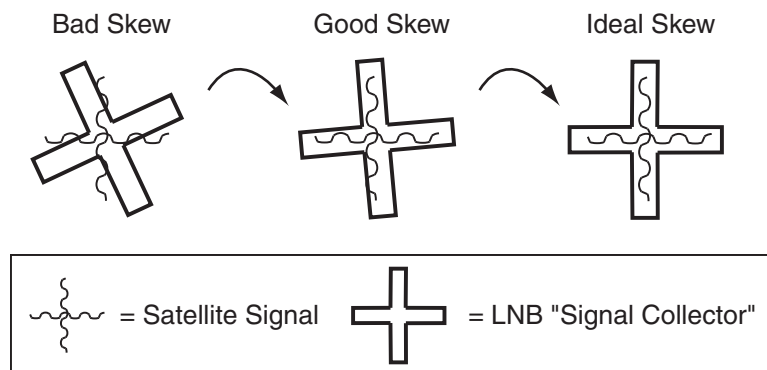 Bad Skew
Good Skew
Ideal Skew
= Satellite Signal
= LNB "Signal Collector"